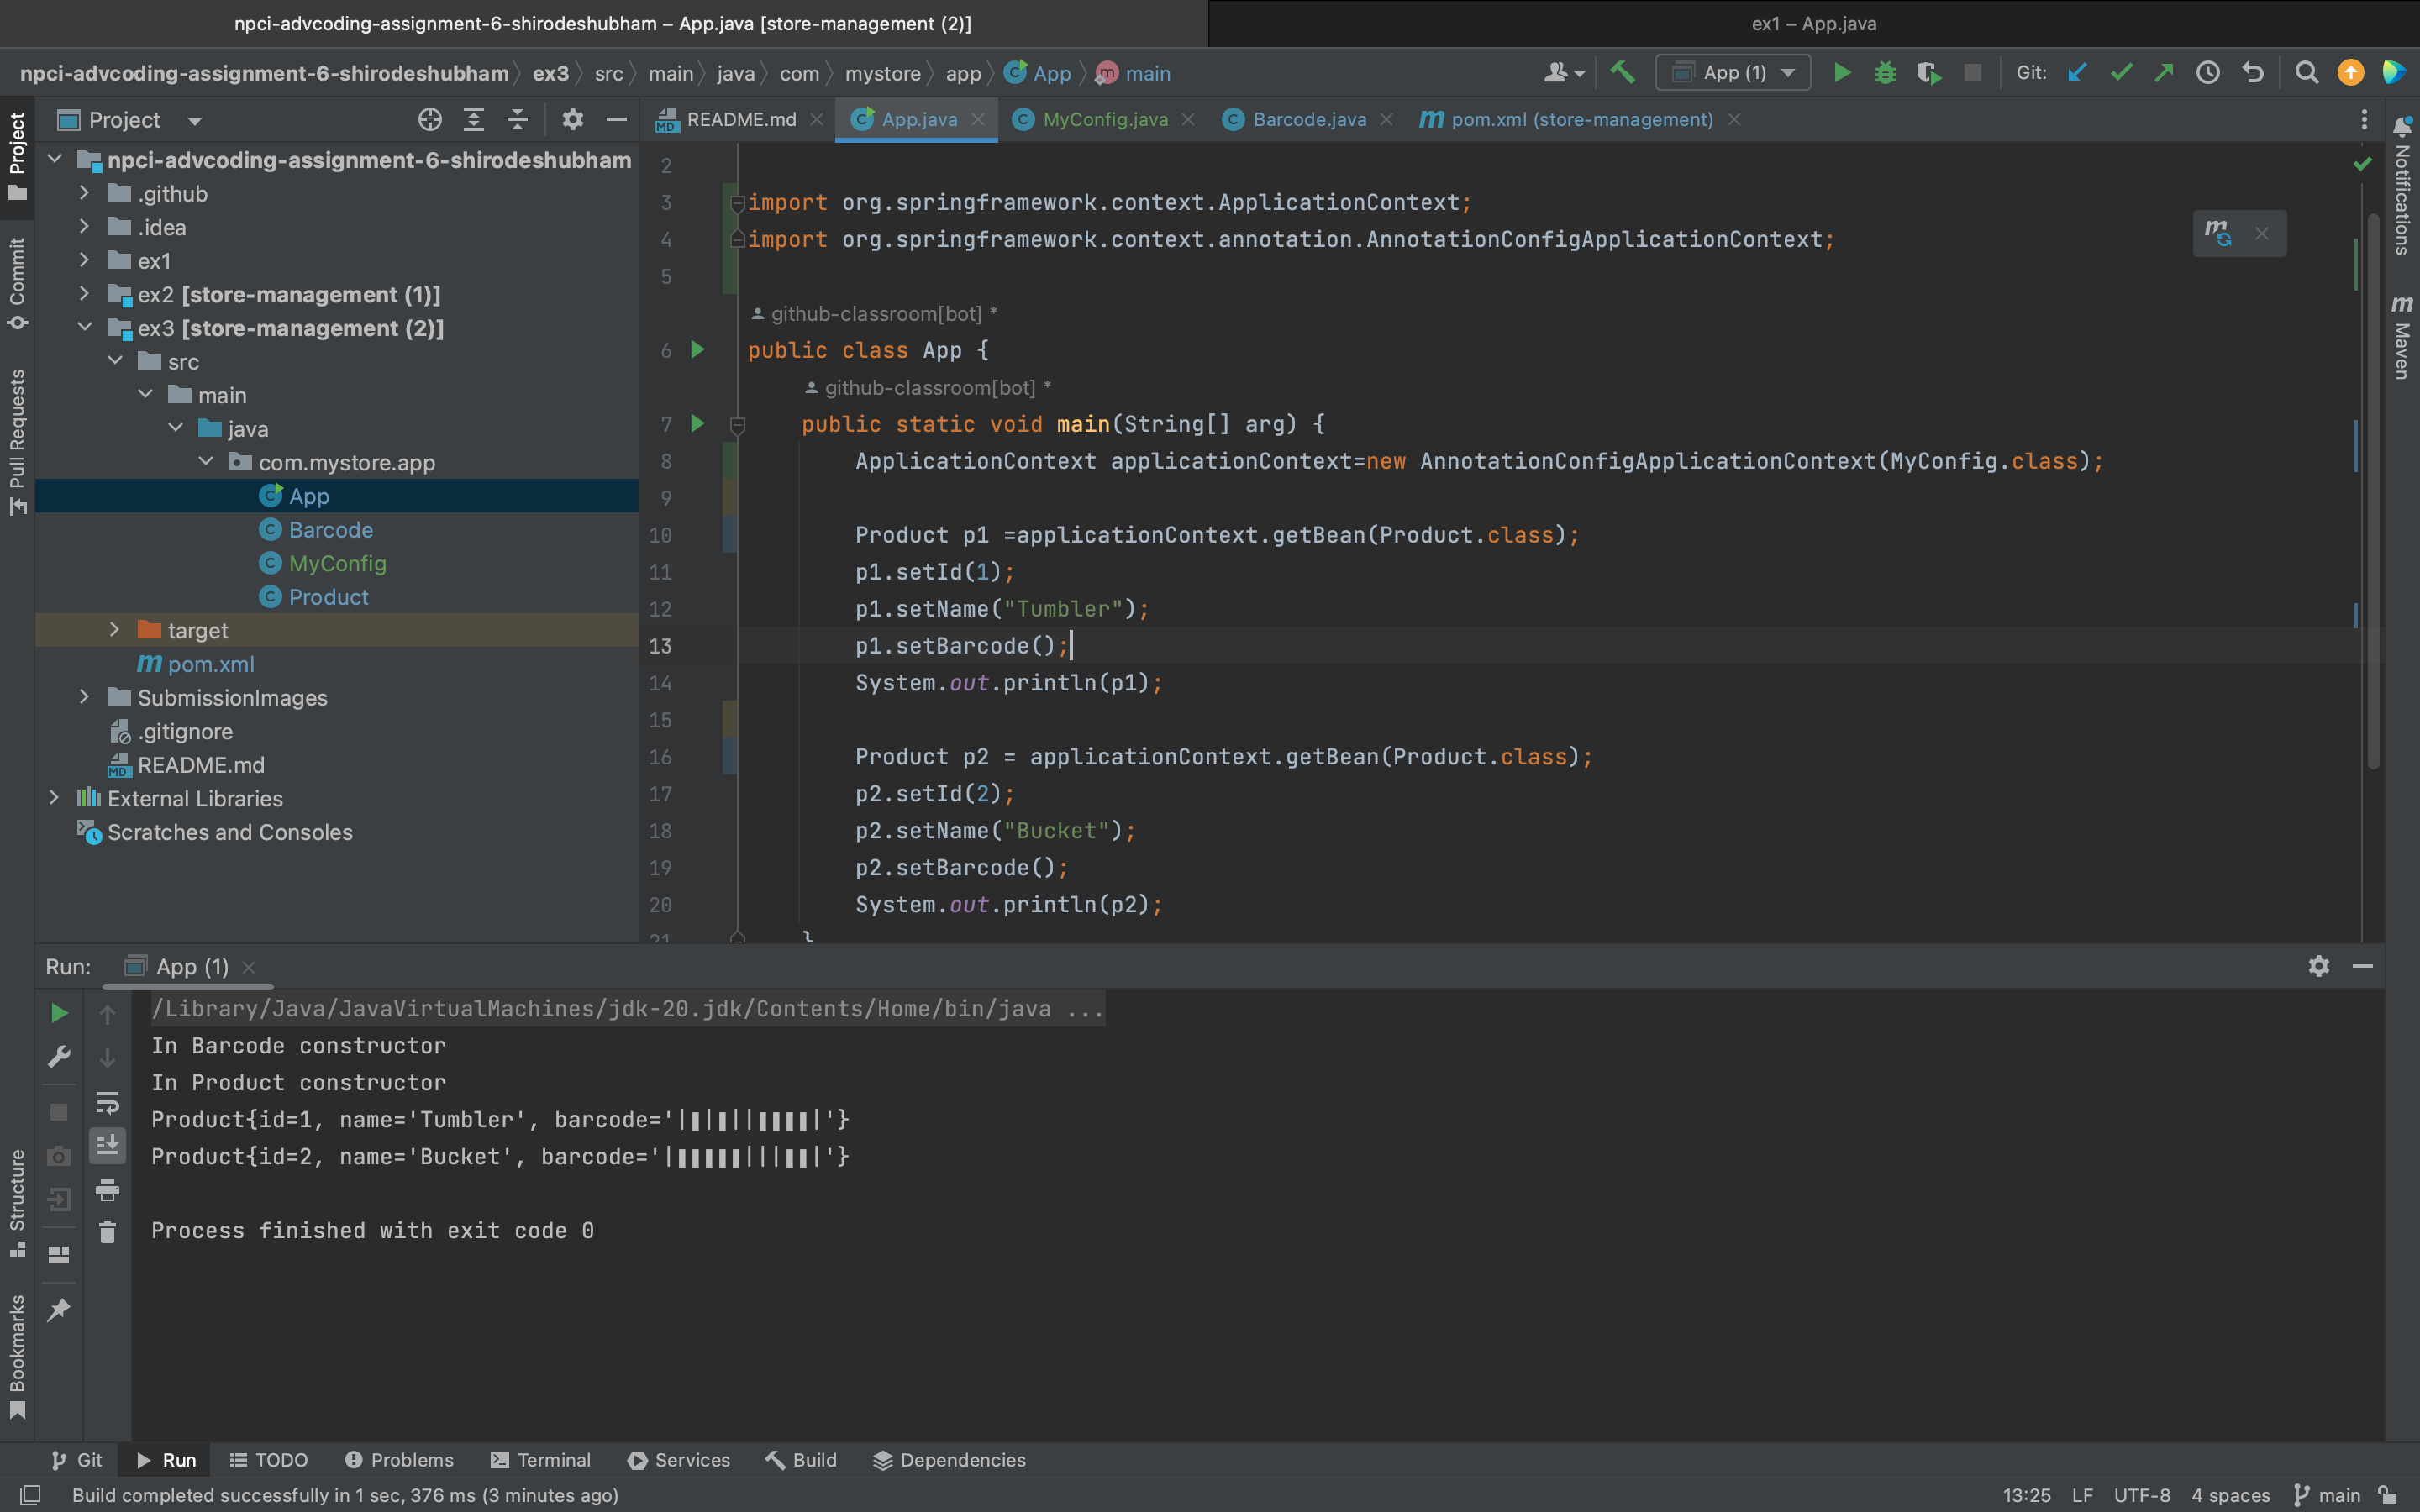 npci-advcoding-assignment-6-shirodeshubham – App.java [store-management (2)]
ex1 – App.java
npci-advcoding-assignment-6-shirodeshubham ex3 src main java com mystore app App main
App (1)
Git:
Project
README.md
App.java
MyConfig.java
Barcode.java
pom.xml (store-management)
Project
Commit
Pull Requests
Structure
Bookmarks
Notifications
Maven
npci-advcoding-assignment-6-shirodeshubham
.github
.idea
ex1
ex2 [store-management (1)]
ex3 [store-management (2)]
src
main
java
com.mystore.app
App
Barcode
MyConfig
Product
target
pom.xml
SubmissionImages
.gitignore
README.md
External Libraries
Scratches and Consoles
2
3 import org.springframework.context.ApplicationContext;
4 import org.springframework.context.annotation.AnnotationConfigApplicationContext;
5
github-classroom[bot] *
6 public class App {
github-classroom[bot] *
7 public static void main(String[] arg) {
8 ApplicationContext applicationContext=new AnnotationConfigApplicationContext(MyConfig.class);
9
10 Product p1 =applicationContext.getBean(Product.class);
11 p1.setId(1);
12 p1.setName("Tumbler");
13 p1.setBarcode();
14 System.out.println(p1);
15
16 Product p2 = applicationContext.getBean(Product.class);
17 p2.setId(2);
18 p2.setName("Bucket");
19 p2.setBarcode();
20 System.out.println(p2);
21 }
Run: App (1)
/Library/Java/JavaVirtualMachines/jdk-20.jdk/Contents/Home/bin/java ...
In Barcode constructor
In Product constructor
Product{id=1, name='Tumbler', barcode='|▮|▮||▮▮▮▮|'}
Product{id=2, name='Bucket', barcode='|▮▮▮▮▮|||▮▮|'}
Process finished with exit code 0
Git
Run
TODO
Problems
Terminal
Services
Build
Dependencies
Build completed successfully in 1 sec, 376 ms (3 minutes ago)
13:25 LF UTF-8 4 spaces main